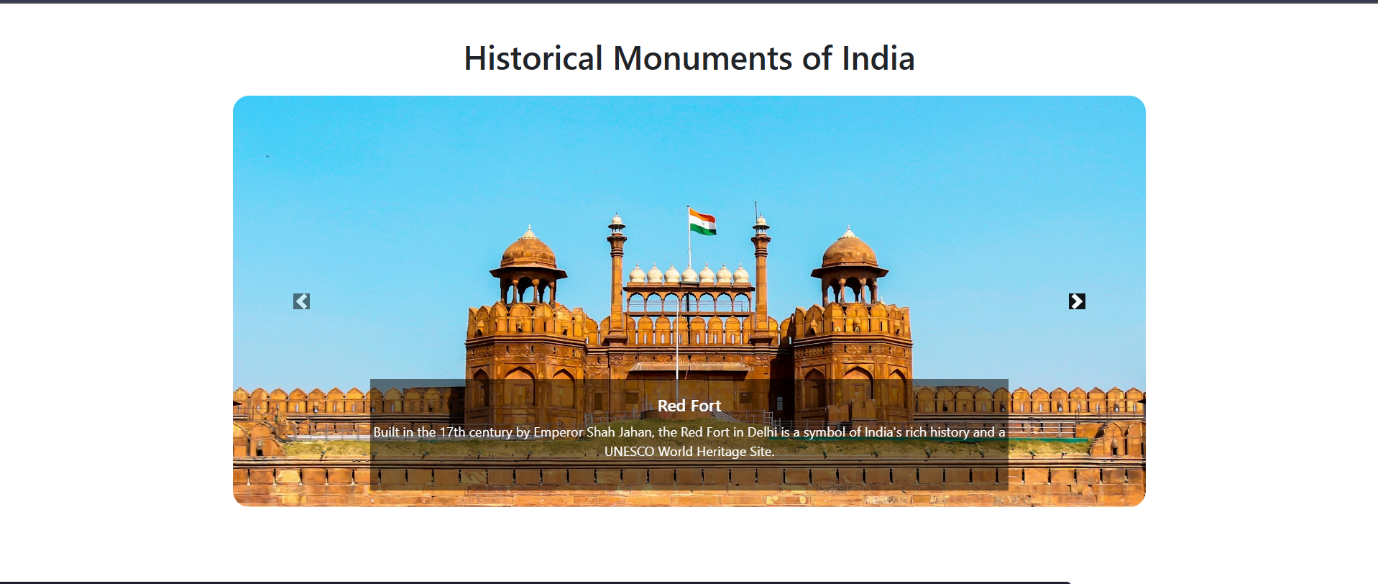 Historical Monuments of India
Red Fort
Built in the 17th century by Emperor Shah Jahan, the Red Fort in Delhi is a symbol of India's rich history and a
UNESCO World Heritage Site.